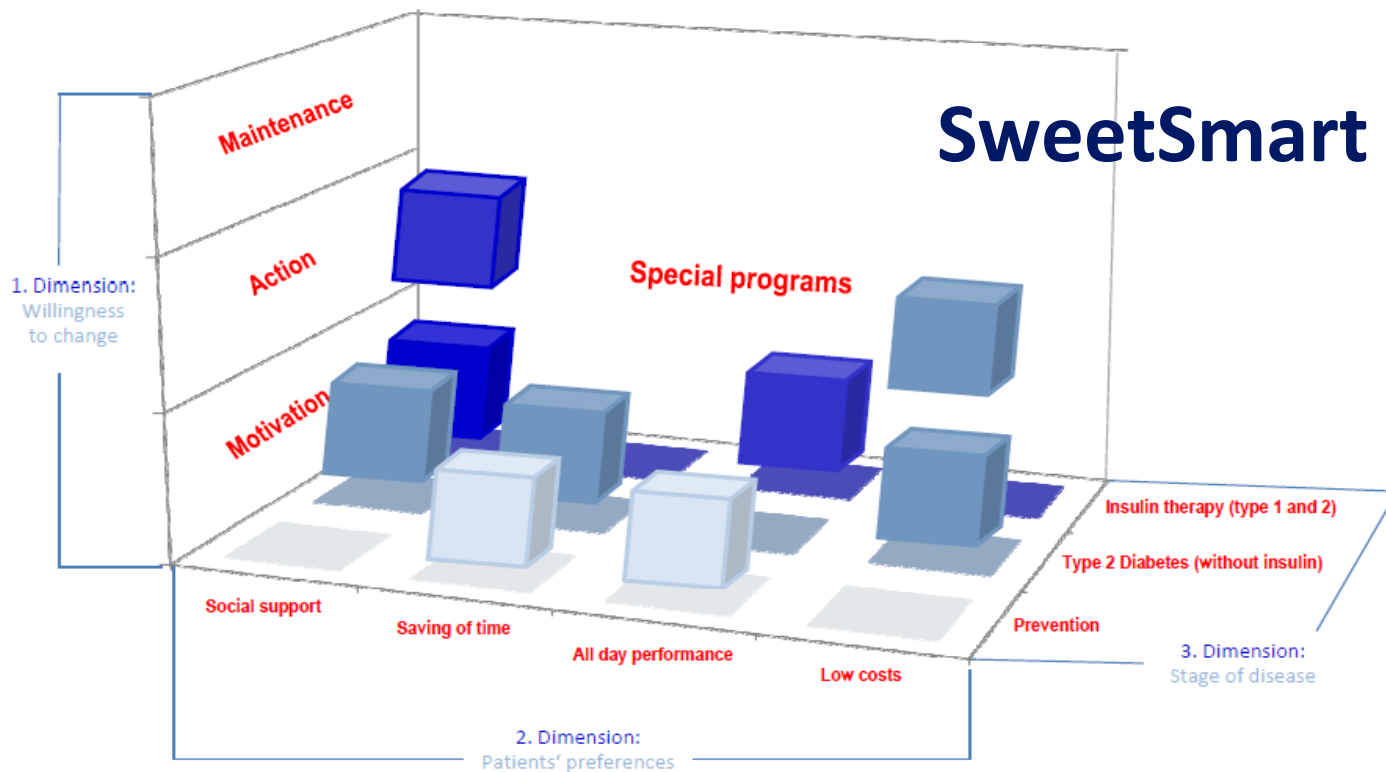 SweetSmart
Maintenance
Action
Motivation
Special programs
1. Dimension:
Willingness
to change
Insulin therapy (type 1 and 2)
Type 2 Diabetes (without insulin)
Prevention
Social support
Saving of time
All day performance
Low costs
3. Dimension:
Stage of disease
2. Dimension:
Patients‘ preferences